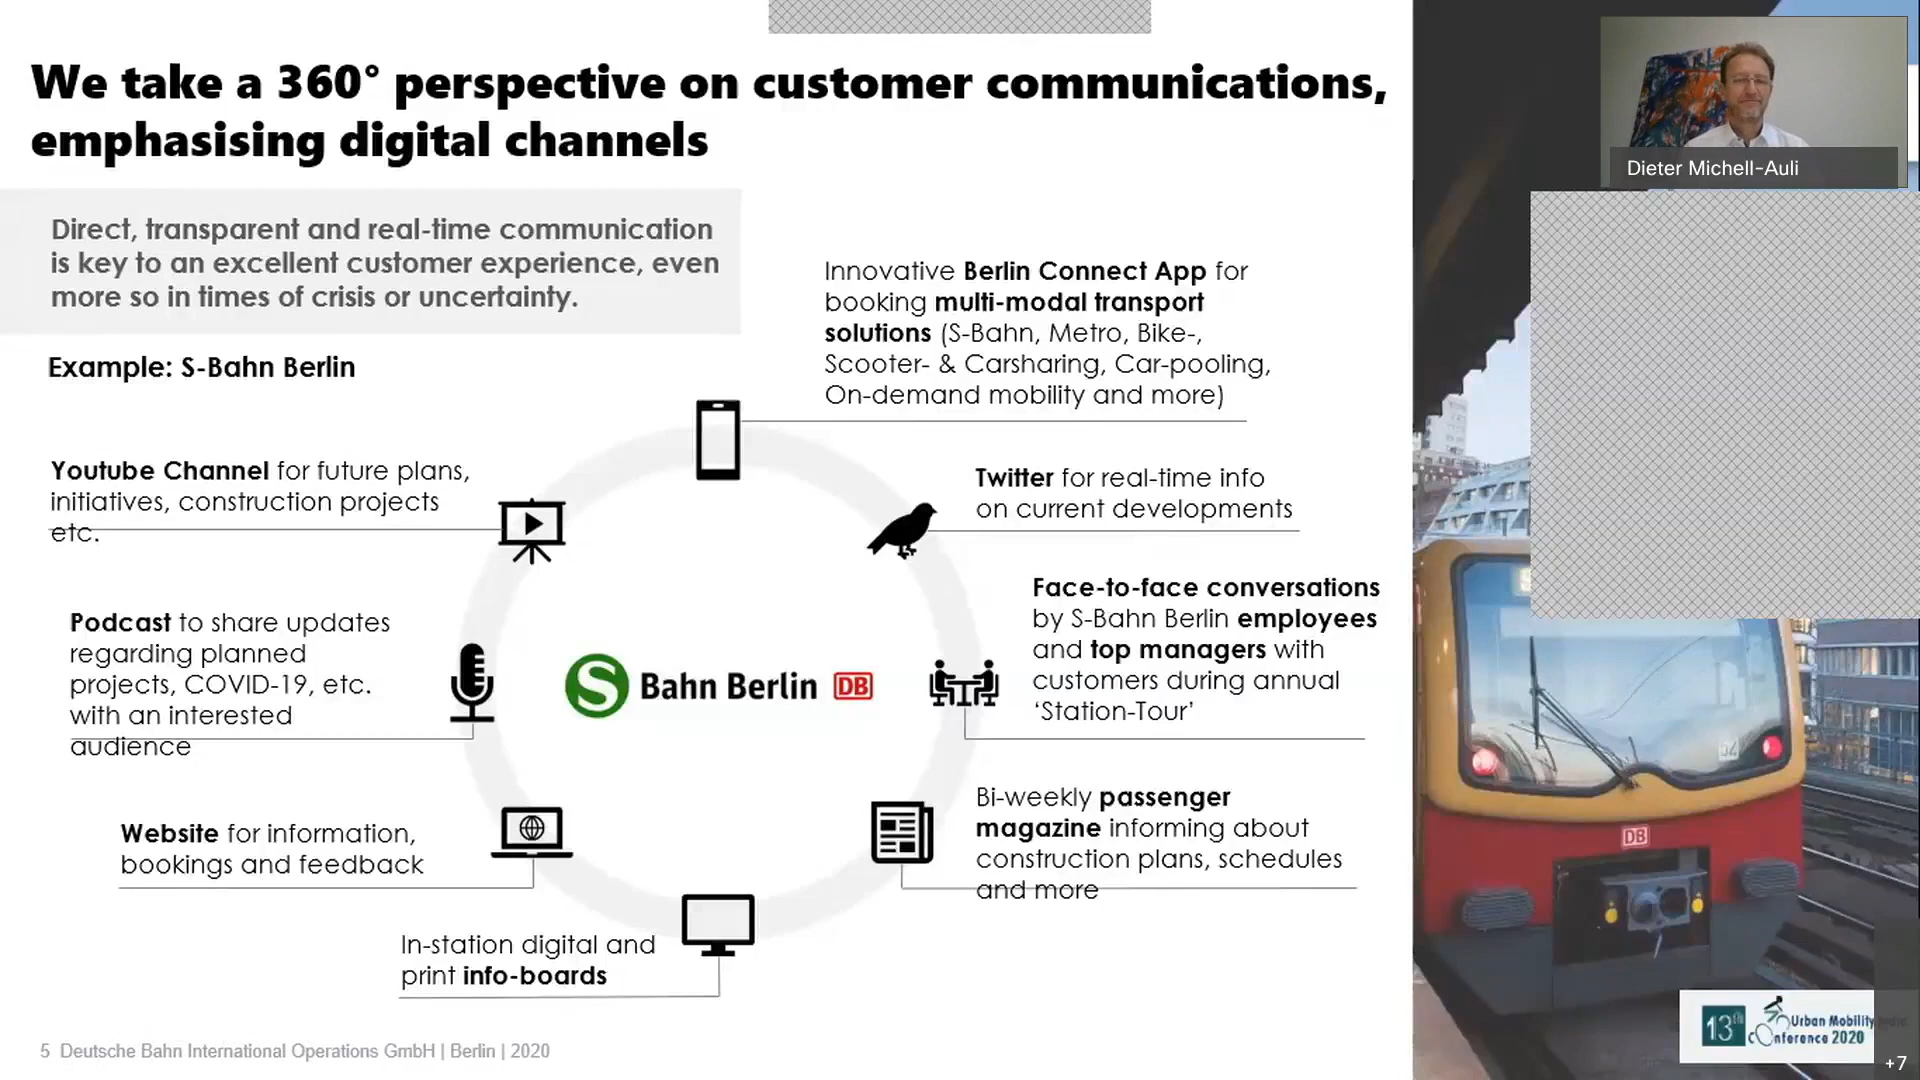 We take a 360° perspective on customer communications,
emphasising digital channels
Dieter Michell-Auli
Direct, transparent and real-time communication
is key to an excellent customer experience, even
more so in times of crisis or uncertainty.
Example: S-Bahn Berlin
Innovative Berlin Connect App for
booking multi-modal transport
solutions (S-Bahn, Metro, Bike-,
Scooter- & Carsharing, Car-pooling,
On-demand mobility and more)
Youtube Channel for future plans,
initiatives, construction projects
etc.
Twitter for real-time info
on current developments
Podcast to share updates
regarding planned
projects, COVID-19, etc.
with an interested
audience
S Bahn Berlin DB
Face-to-face conversations
by S-Bahn Berlin employees
and top managers with
customers during annual
‘Station-Tour’
Website for information,
bookings and feedback
Bi-weekly passenger
magazine informing about
construction plans, schedules
and more
In-station digital and
print info-boards
DB
13th Urban Mobility
Conference 2020
5 Deutsche Bahn International Operations GmbH | Berlin | 2020
+7